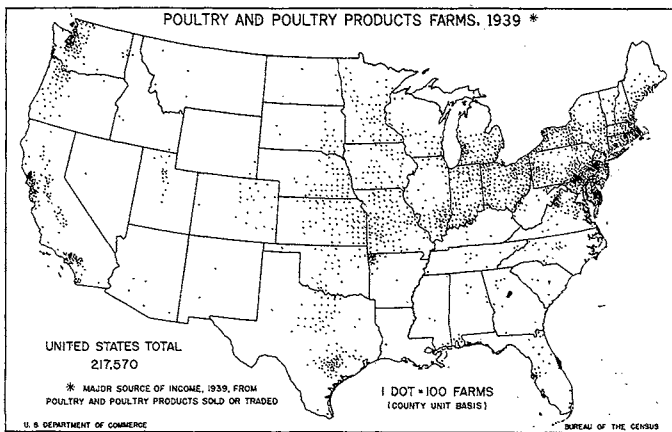 POULTRY AND POULTRY PRODUCTS FARMS, 1939 *
UNITED STATES TOTAL
217,570
* MAJOR SOURCE OF INCOME, 1939, FROM
POULTRY AND POULTRY PRODUCTS SOLD OR TRADED
1 DOT = 100 FARMS
(COUNTY UNIT BASIS)
U. S. DEPARTMENT OF COMMERCE
BUREAU OF THE CENSUS